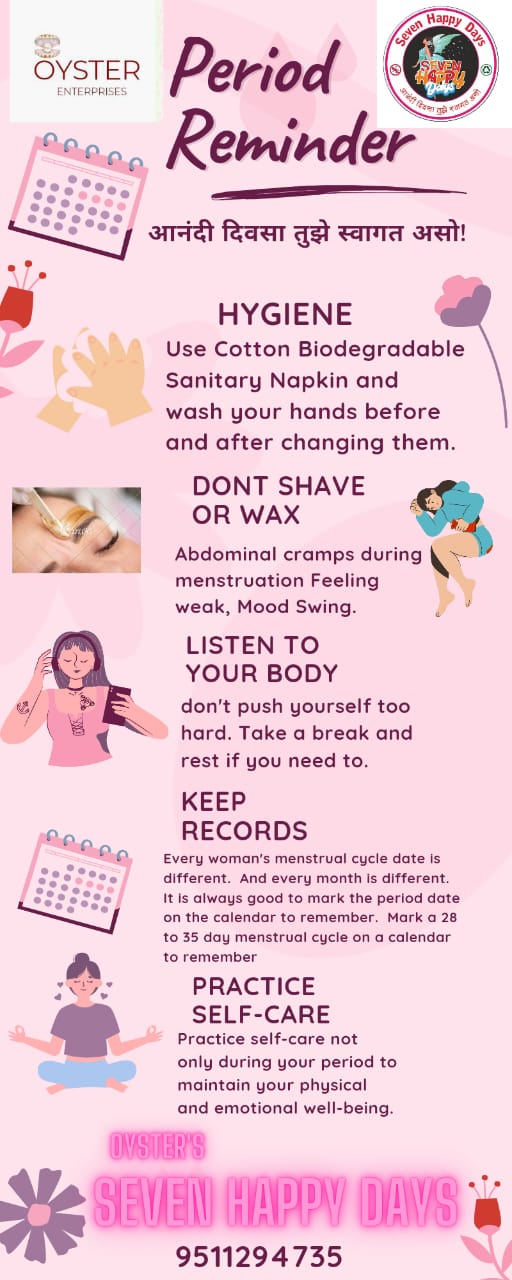 OYSTER
ENTERPRISES
Seven Happy Days
SEVEN
HAPPY
Days
आनंदी दिवसा तुझे स्वागत असो
Period
Reminder
आनंदी दिवसा तुझे स्वागत असो!
HYGIENE
Use Cotton Biodegradable
Sanitary Napkin and
wash your hands before
and after changing them.
DONT SHAVE
OR WAX
Abdominal cramps during
menstruation Feeling
weak, Mood Swing.
LISTEN TO
YOUR BODY
don't push yourself too
hard. Take a break and
rest if you need to.
KEEP
RECORDS
Every woman's menstrual cycle date is
different. And every month is different.
It is always good to mark the period date
on the calendar to remember. Mark a 28
to 35 day menstrual cycle on a calendar
to remember
PRACTICE
SELF-CARE
Practice self-care not
only during your period to
maintain your physical
and emotional well-being.
OYSTER'S
SEVEN HAPPY DAYS
9511294735